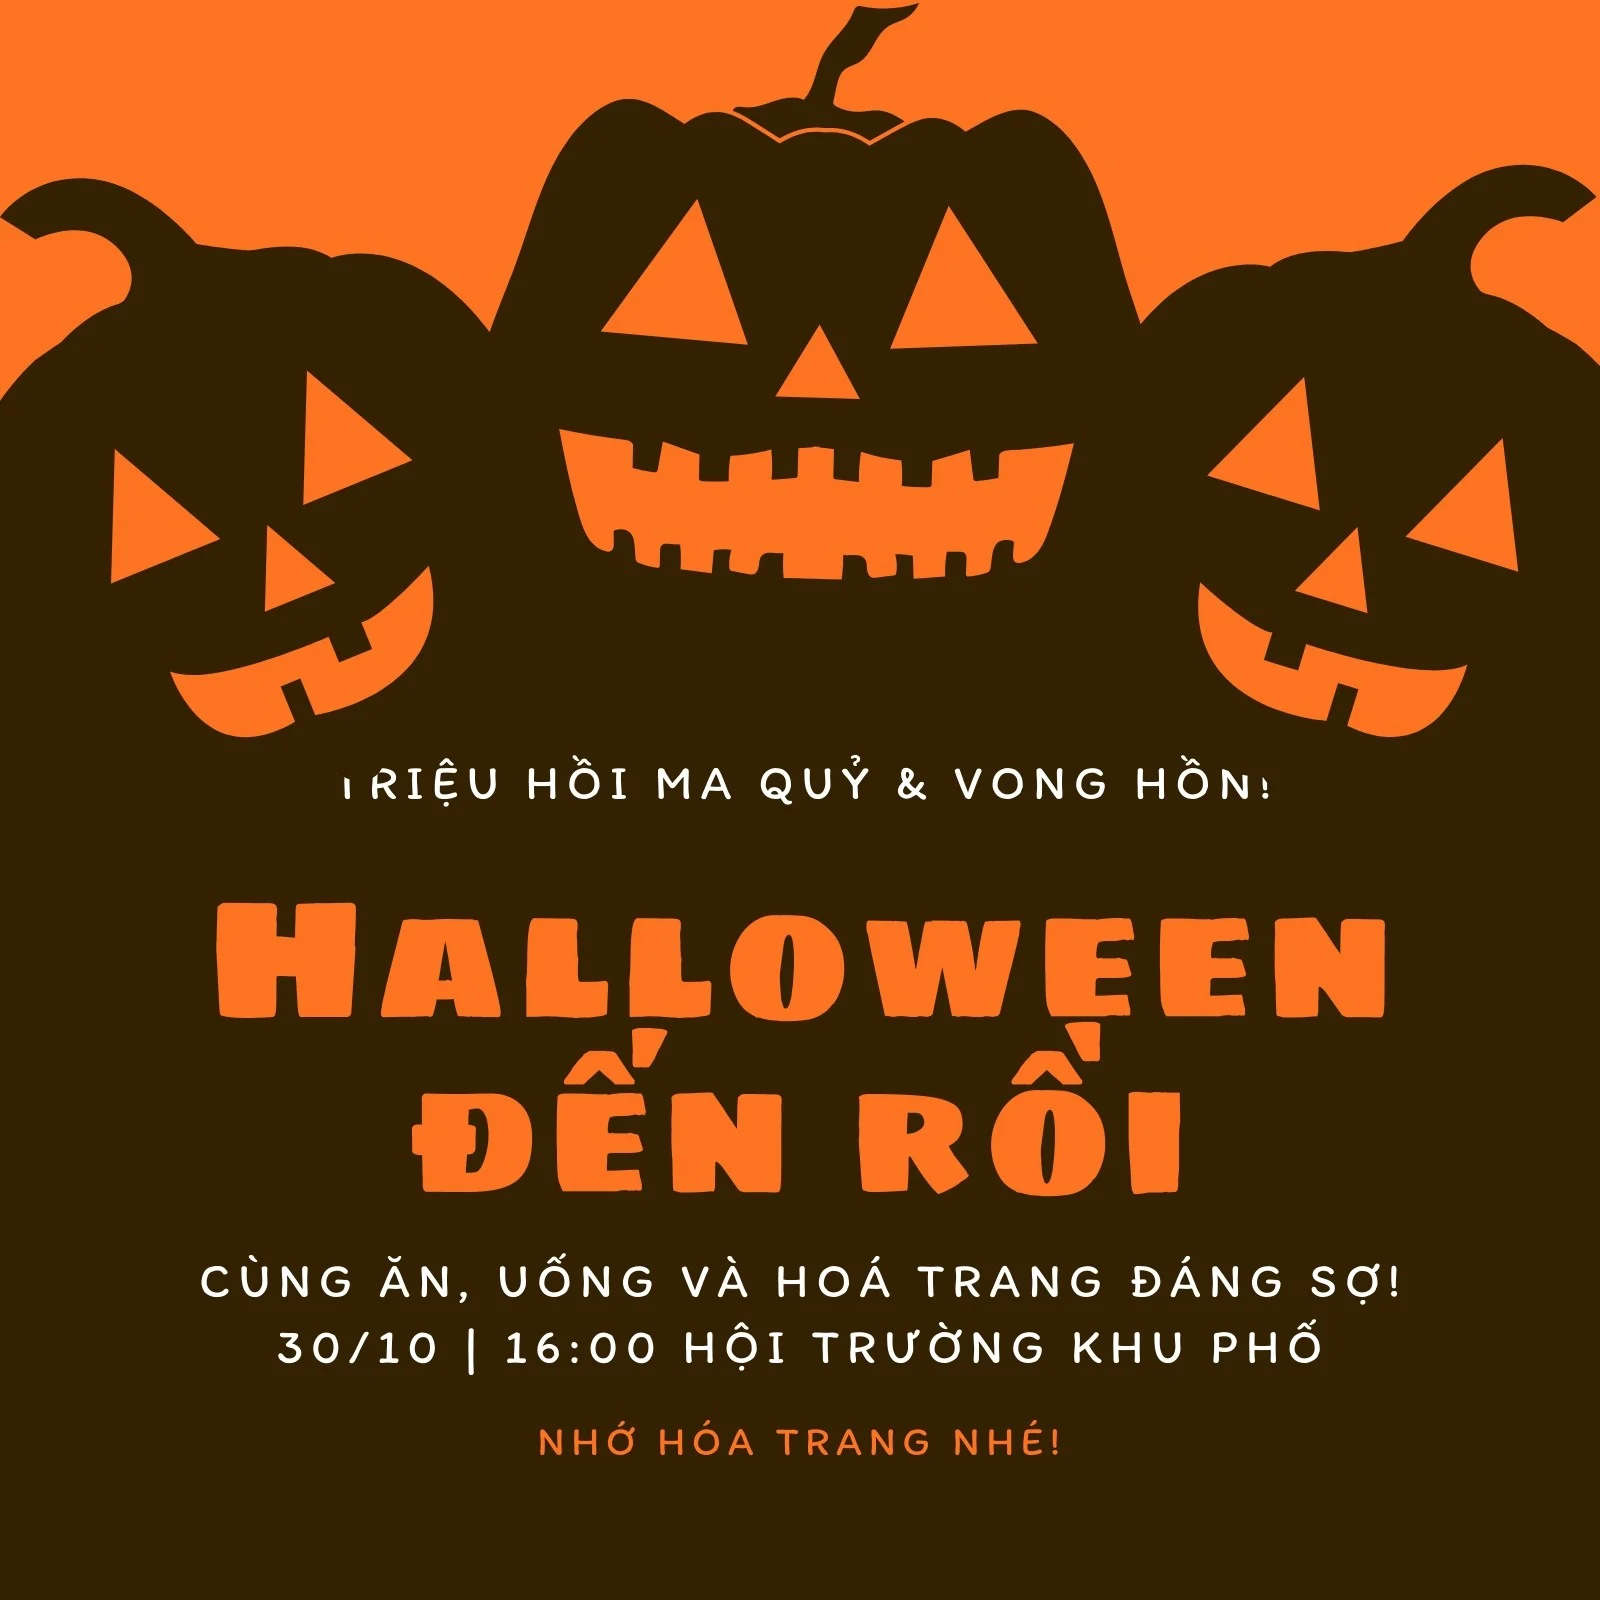 TRIỆU HỒI MA QUỶ & VONG HỒN!
HALLOWEEN
ĐẾN RỒI
CÙNG ĂN, UỐNG VÀ HOÁ TRANG ĐÁNG SỢ!
30/10 | 16:00 HỘI TRƯỜNG KHU PHỐ
NHỚ HÓA TRANG NHÉ!